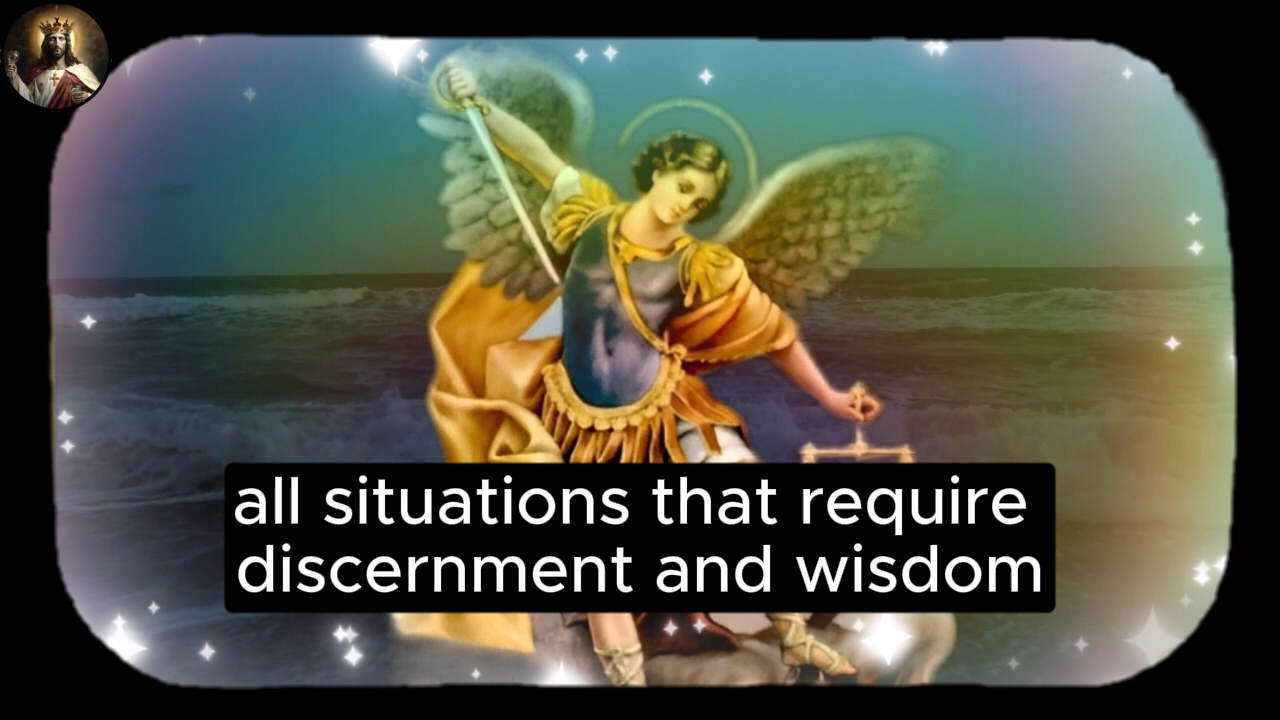 all situations that require
discernment and wisdom